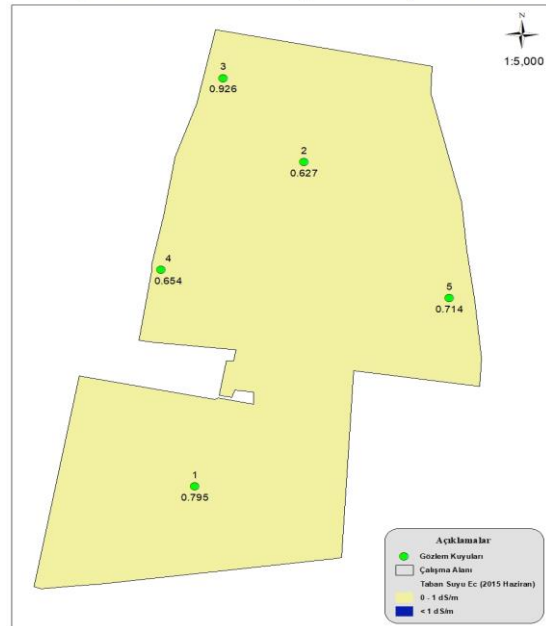 N
1:5,000
3
0.926
2
0.627
4
0.654
5
0.714
1
0.795
Açıklamalar
Gözlem Kuyuları
Çalışma Alanı
Taban Suyu Ec (2015 Haziran)
0 - 1 dS/m
< 1 dS/m